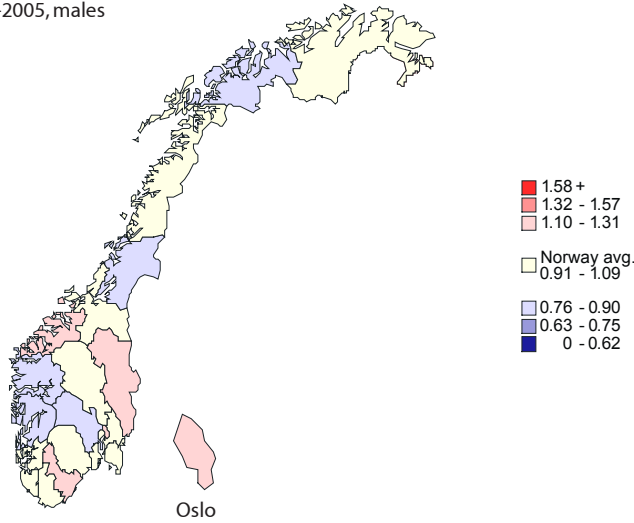 -2005, males
1.58 +
1.32 - 1.57
1.10 - 1.31
Norway avg.
0.91 - 1.09
0.76 - 0.90
0.63 - 0.75
0 - 0.62
Oslo